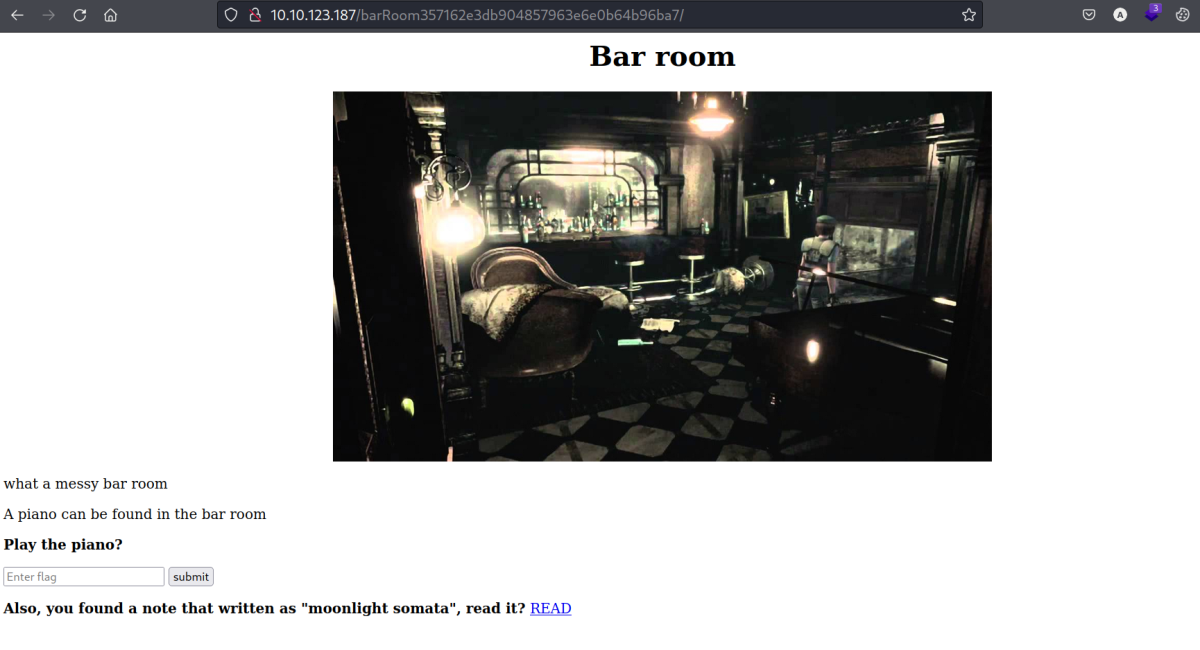 10.10.123.187/barRoom357162e3db904857963e6e0b64b96ba7/
3
A
Bar room
what a messy bar room
A piano can be found in the bar room
Play the piano?
Enter flag submit
Also, you found a note that written as "moonlight somata", read it? READ